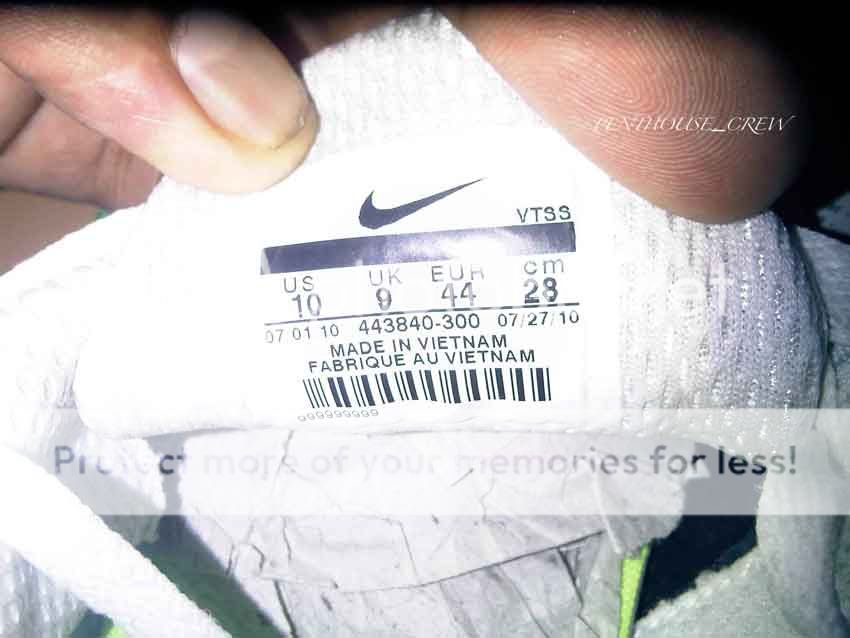 PENTHOUSE_CREW
VTSS
US UK EUR cm
10 9 44 28
07 01 10 443840-300 07/27/10
MADE IN VIETNAM
FABRIQUE AU VIETNAM
999999999
Protect more of your memories for less!